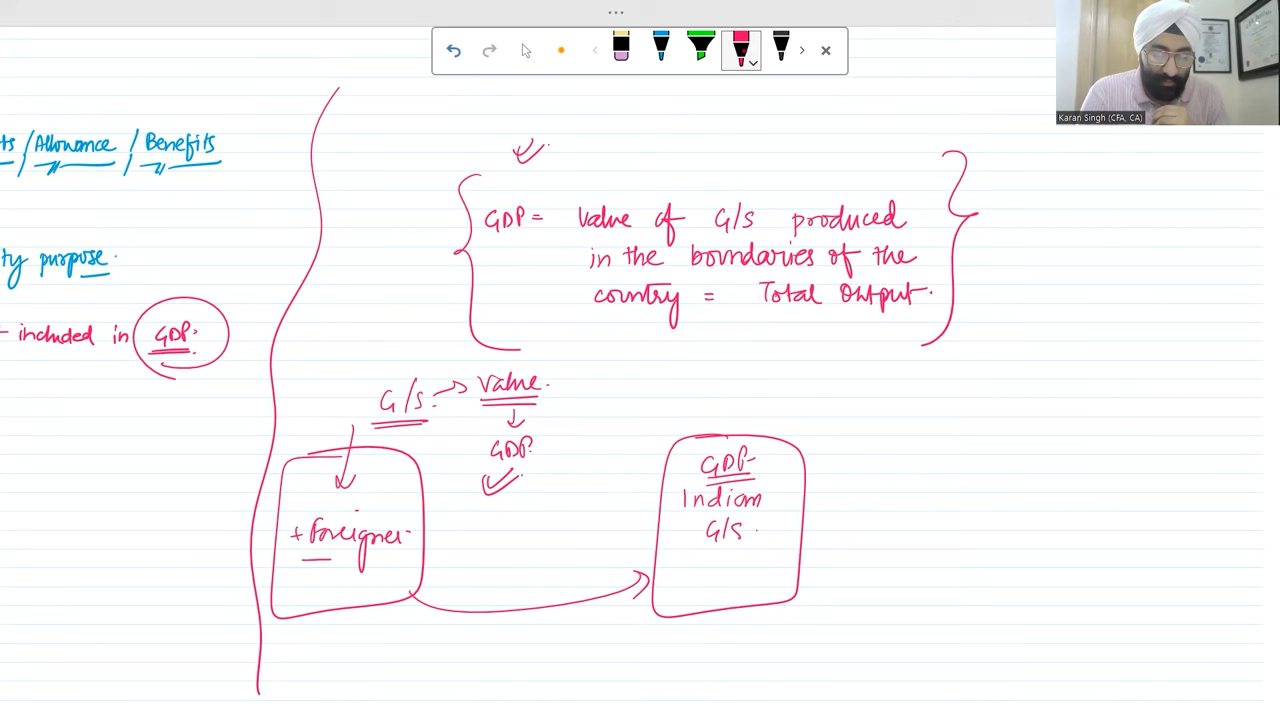 ts / Allowance / Benefits
ty purpose.
included in GDP.
GDP = value of G/S produced
in the boundaries of the
country = Total Output.
G/S. → value.
↓
GDP.
+ Foreigner
GDP
Indian
G/S.
Karan Singh (CFA, CA)